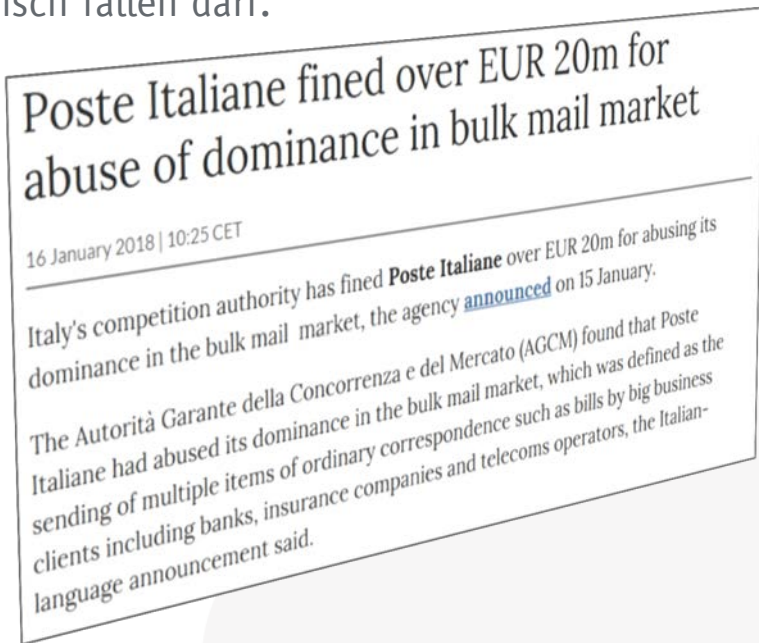 isch fallen darf.
Poste Italiane fined over EUR 20m for
abuse of dominance in bulk mail market
16 January 2018 | 10:25 CET
Italy's competition authority has fined Poste Italiane over EUR 20m for abusing its
dominance in the bulk mail market, the agency announced on 15 January.
The Autorità Garante della Concorrenza e del Mercato (AGCM) found that Poste
Italiane had abused its dominance in the bulk mail market, which was defined as the
sending of multiple items of ordinary correspondence such as bills by big business
clients including banks, insurance companies and telecoms operators, the Italian-
language announcement said.